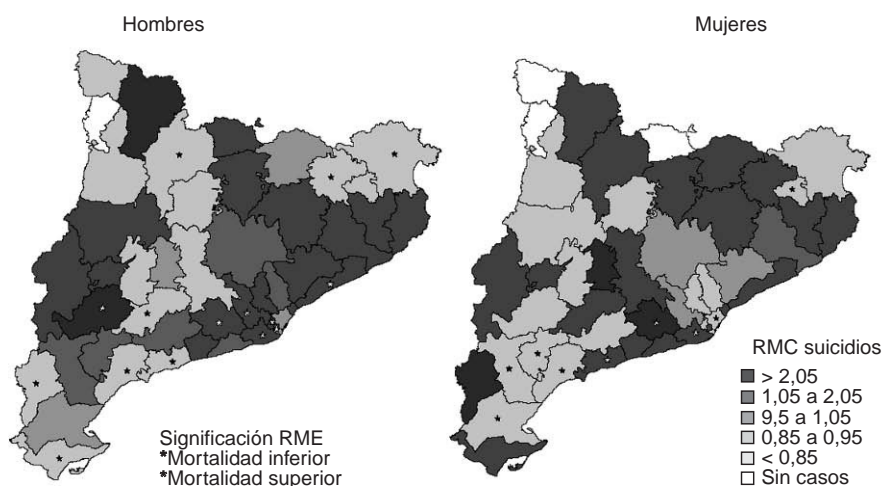 Hombres
Mujeres
Significación RME
*Mortalidad inferior
*Mortalidad superior
RMC suicidios
> 2,05
1,05 a 2,05
9,5 a 1,05
0,85 a 0,95
< 0,85
Sin casos